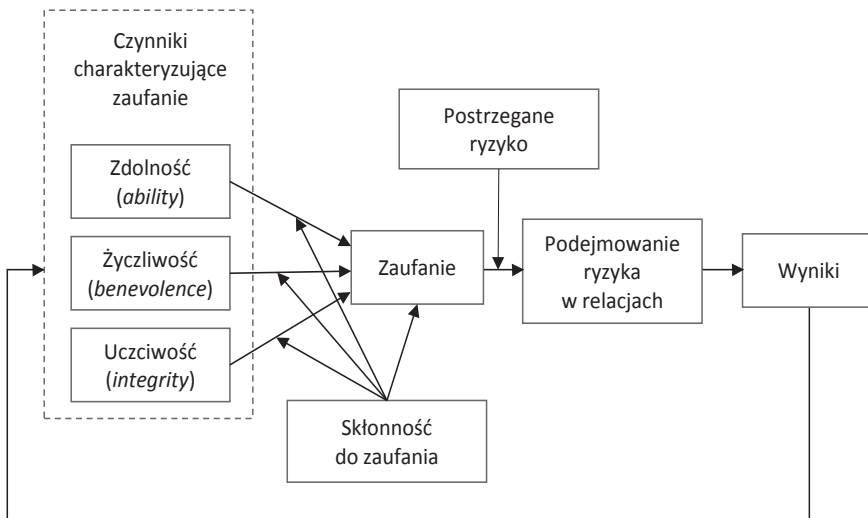 Czynniki
charakteryzujące
zaufanie
Zdolność
(ability)
Życzliwość
(benevolence)
Uczciwość
(integrity)
Postrzegane
ryzyko
Zaufanie
Podejmowanie
ryzyka
w relacjach
Wyniki
Skłonność
do zaufania